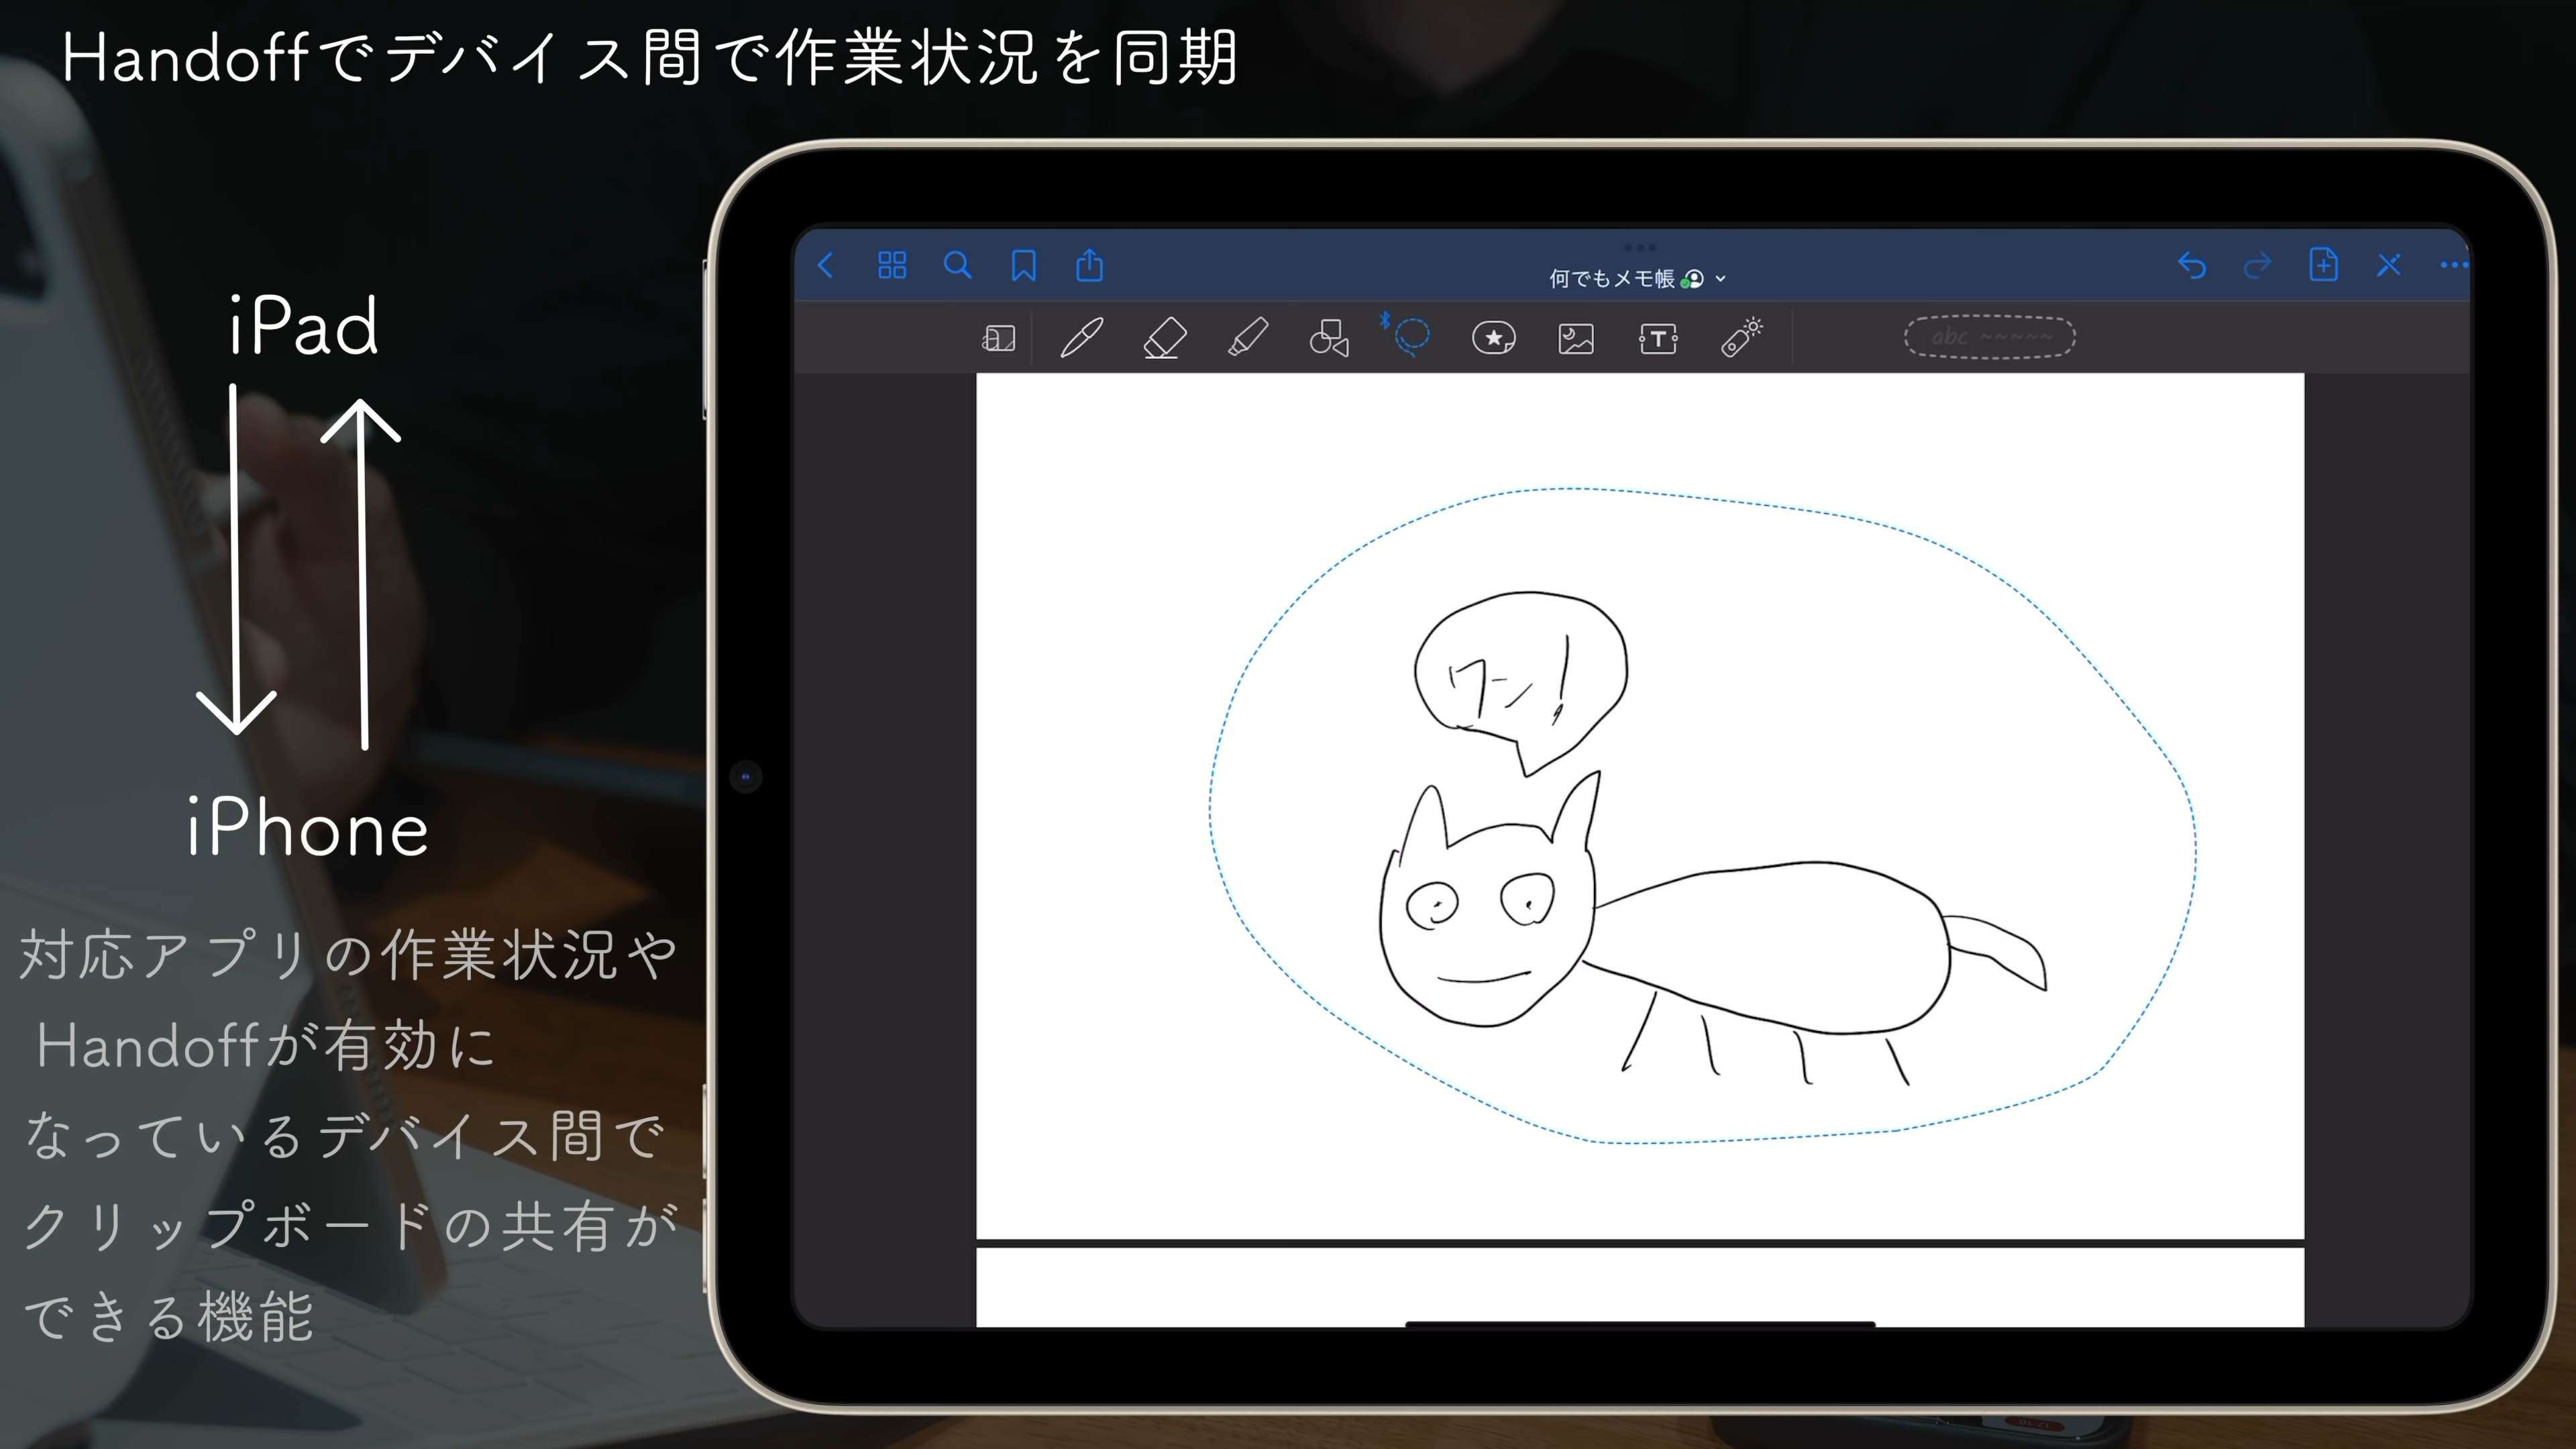 Handoffでデバイス間で作業状況を同期
iPad
iPhone
対応アプリの作業状況や
Handoffが有効に
なっているデバイス間で
クリップボードの共有が
できる機能
何でもメモ帳
abc ~~~~~
ワン!